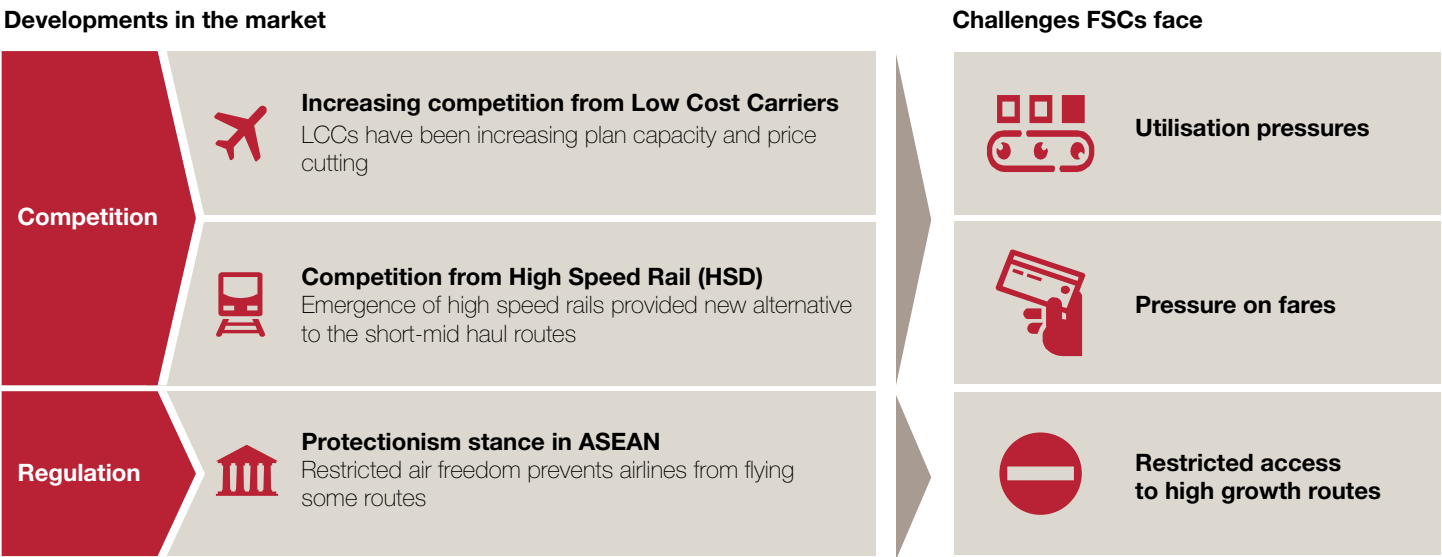 Developments in the market
Challenges FSCs face
Competition
Increasing competition from Low Cost Carriers
LCCs have been increasing plan capacity and price
cutting
Utilisation pressures
Competition from High Speed Rail (HSD)
Emergence of high speed rails provided new alternative
to the short-mid haul routes
Pressure on fares
Regulation
Protectionism stance in ASEAN
Restricted air freedom prevents airlines from flying
some routes
Restricted access
to high growth routes